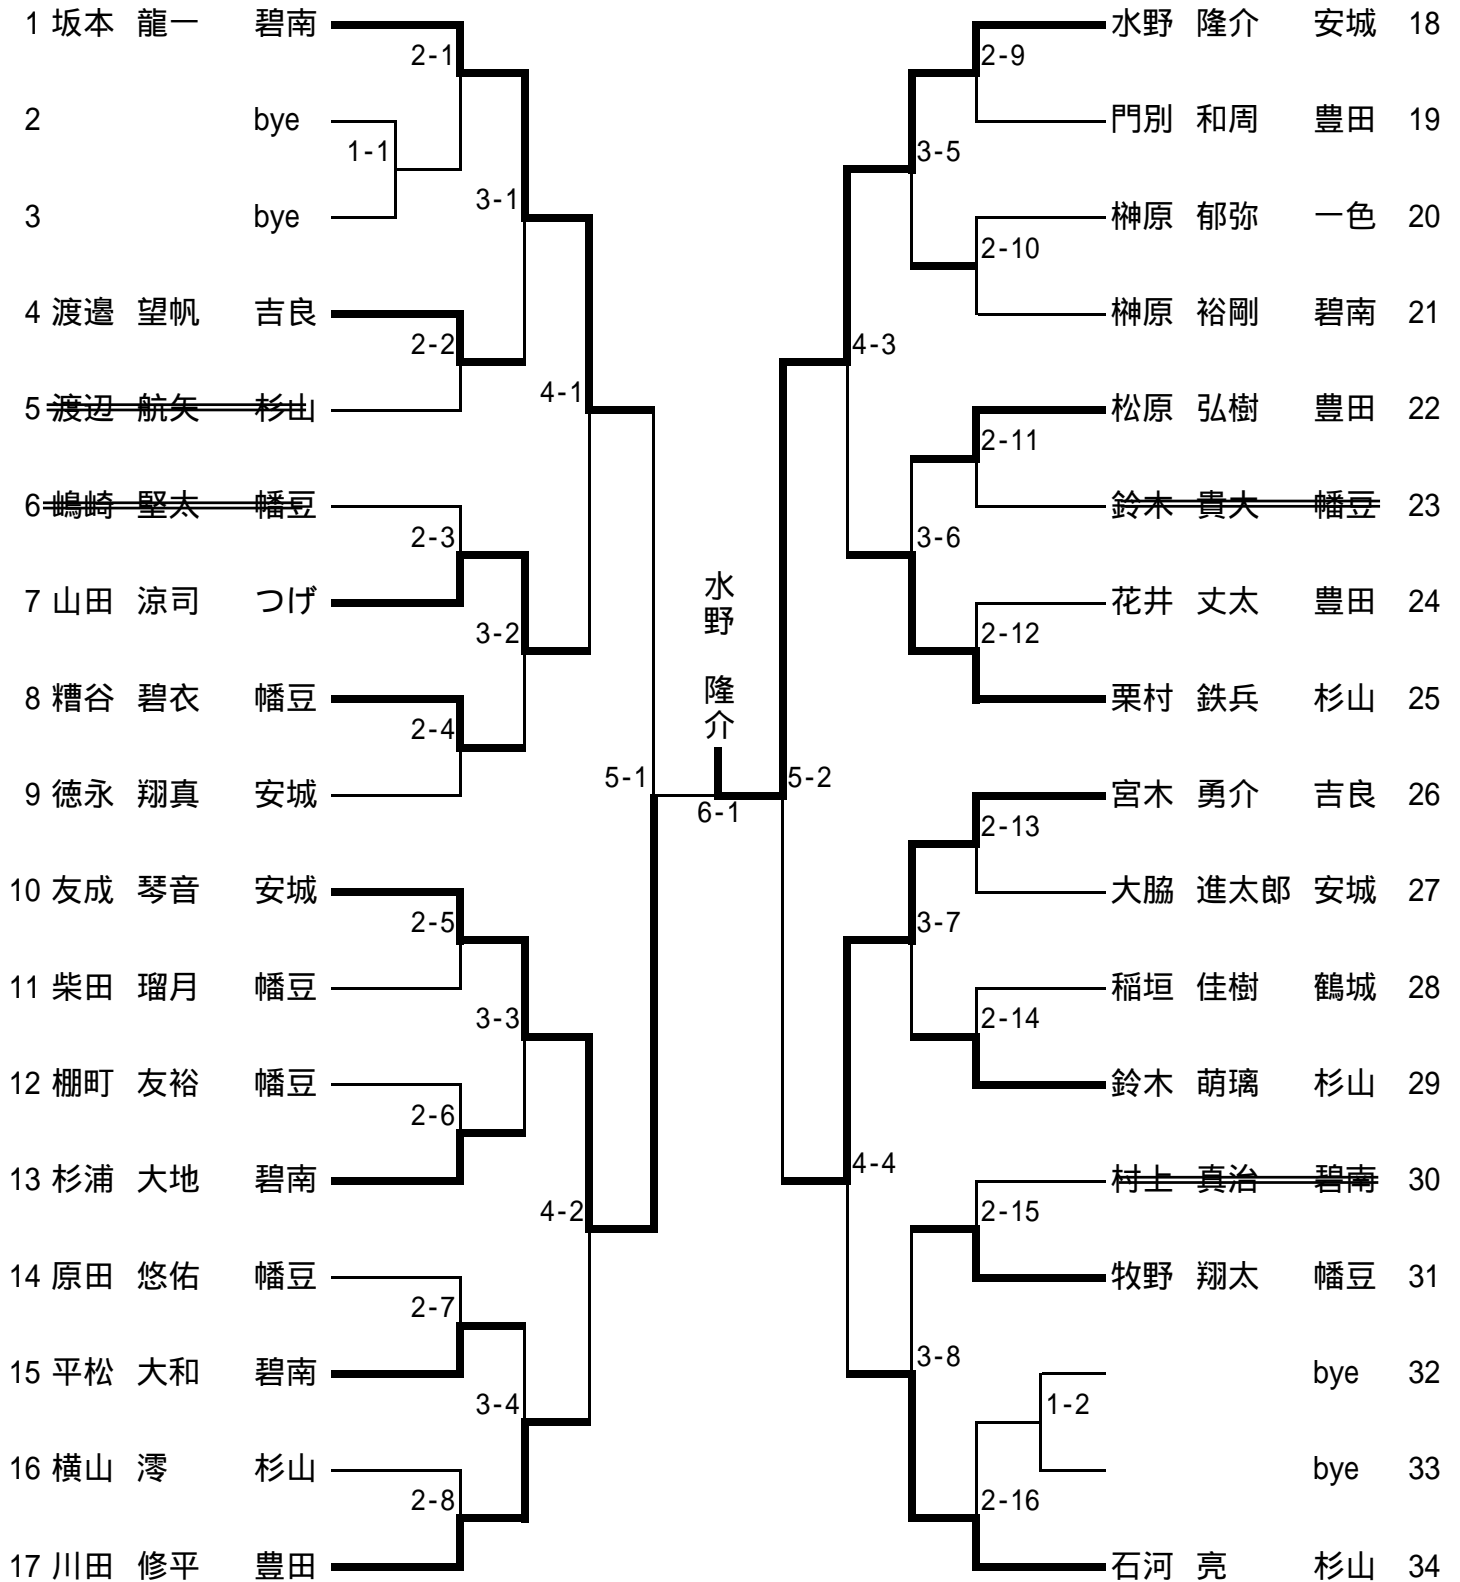 1 坂本 龍一 碧南
2-1
2 bye
1-1
3 bye
3-1
4 渡邉 望帆 吉良
2-2
4-1
5 渡辺 航矢 杉山
6 嶋崎 堅太 幡豆
2-3
7 山田 涼司 つげ
3-2
8 糟谷 碧衣 幡豆
2-4
5-1
9 徳永 翔真 安城
10 友成 琴音 安城
2-5
11 柴田 瑠月 幡豆
3-3
12 棚町 友裕 幡豆
2-6
13 杉浦 大地 碧南
4-2
14 原田 悠佑 幡豆
2-7
15 平松 大和 碧南
3-4
16 横山 澪 杉山
2-8
17 川田 修平 豊田
水野 隆介
6-1
水野 隆介 安城 18
2-9
門別 和周 豊田 19
3-5
榊原 郁弥 一色 20
2-10
榊原 裕剛 碧南 21
4-3
松原 弘樹 豊田 22
2-11
鈴木 貴大 幡豆 23
3-6
花井 丈太 豊田 24
2-12
栗村 鉄兵 杉山 25
5-2
宮木 勇介 吉良 26
2-13
大脇 進太郎 安城 27
3-7
稲垣 佳樹 鶴城 28
2-14
鈴木 萌璃 杉山 29
4-4
村上 真治 碧南 30
2-15
牧野 翔太 幡豆 31
3-8
bye 32
1-2
bye 33
2-16
石河 亮 杉山 34